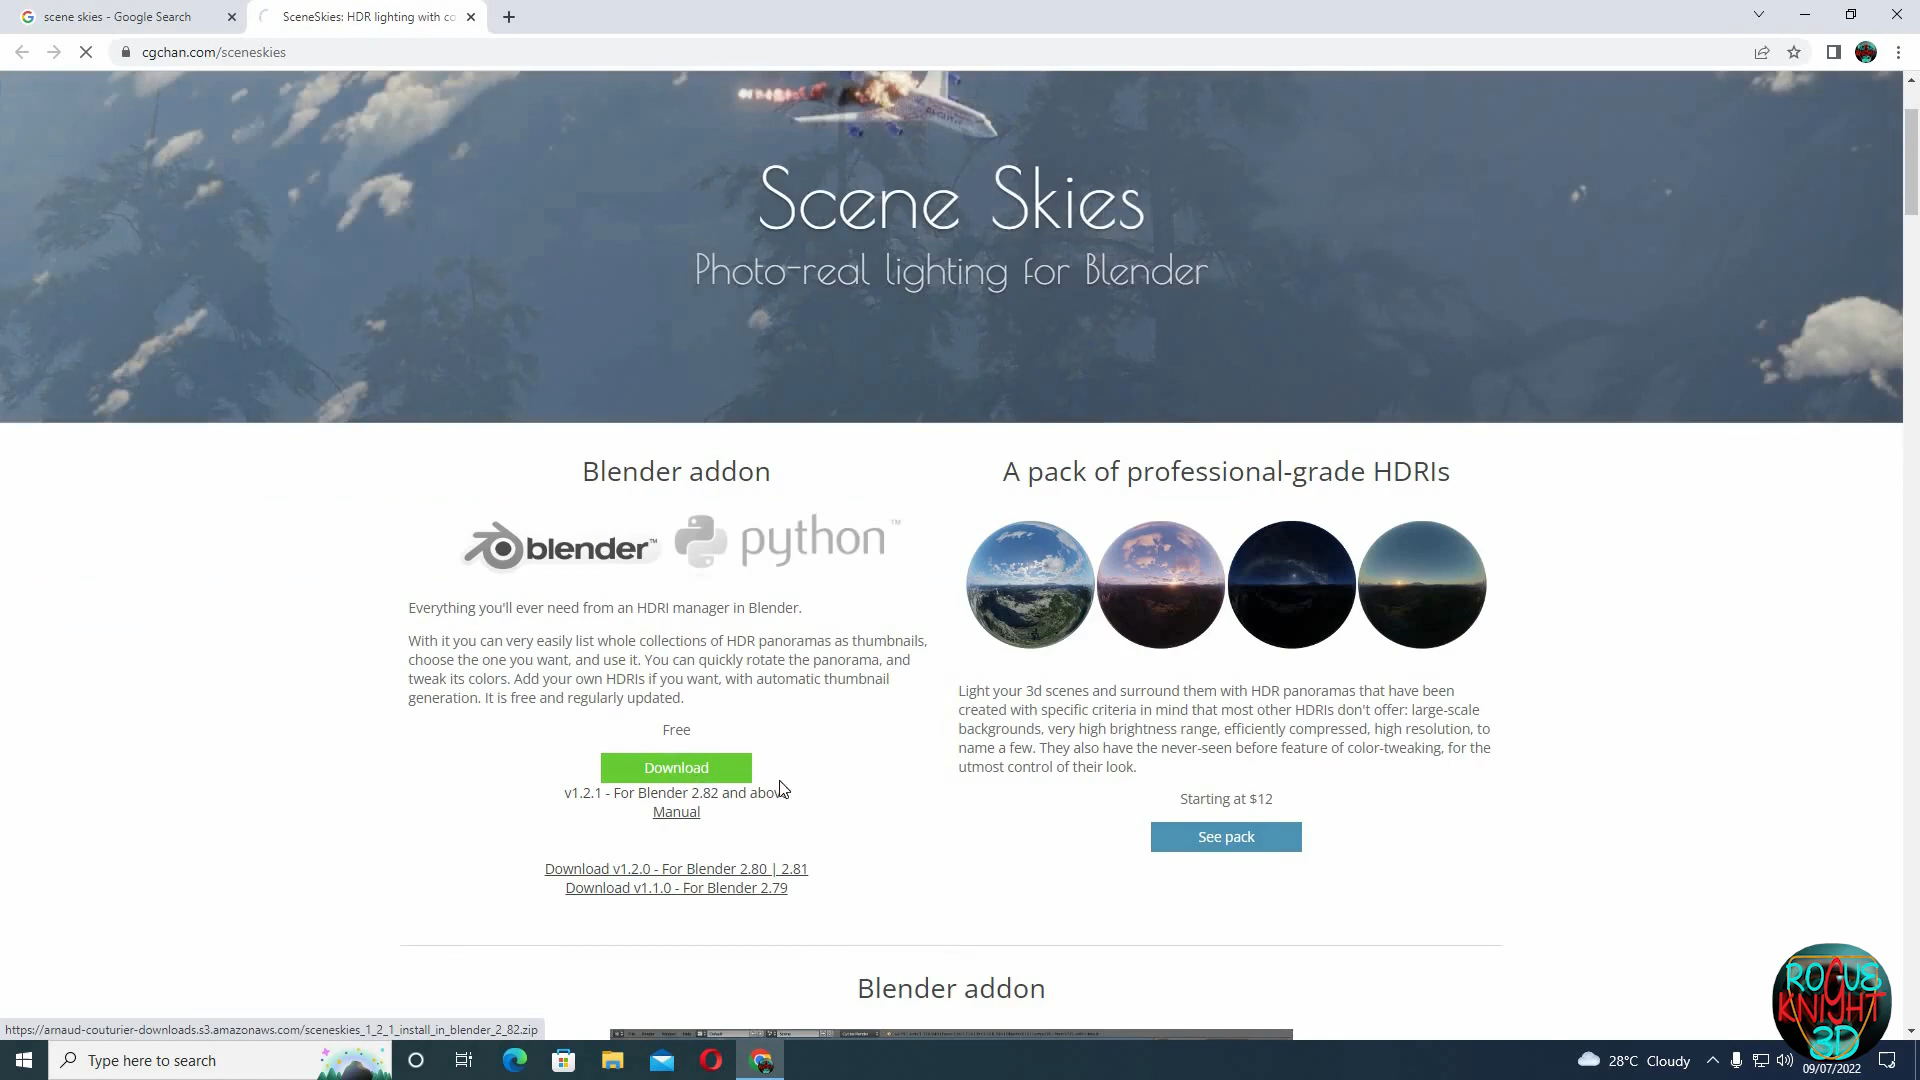 scene skies - Google Search
SceneSkies: HDR lighting with co
cgchan.com/sceneskies
Scene Skies
Photo-real lighting for Blender
Blender addon
A pack of professional-grade HDRIs
blender™
python™
Everything you'll ever need from an HDRI manager in Blender.
With it you can very easily list whole collections of HDR panoramas as thumbnails,
choose the one you want, and use it. You can quickly rotate the panorama, and
tweak its colors. Add your own HDRIs if you want, with automatic thumbnail
generation. It is free and regularly updated.
Free
Download
v1.2.1 - For Blender 2.82 and above
Manual
Download v1.2.0 - For Blender 2.80 | 2.81
Download v1.1.0 - For Blender 2.79
Light your 3d scenes and surround them with HDR panoramas that have been
created with specific criteria in mind that most other HDRIs don't offer: large-scale
backgrounds, very high brightness range, efficiently compressed, high resolution, to
name a few. They also have the never-seen before feature of color-tweaking, for the
utmost control of their look.
Starting at $12
See pack
Blender addon
https://arnaud-couturier-downloads.s3.amazonaws.com/sceneskies_1_2_1_install_in_blender_2_82.zip
ROGUE
KNIGHT
3D
Type here to search
28°C Cloudy
09/07/2022